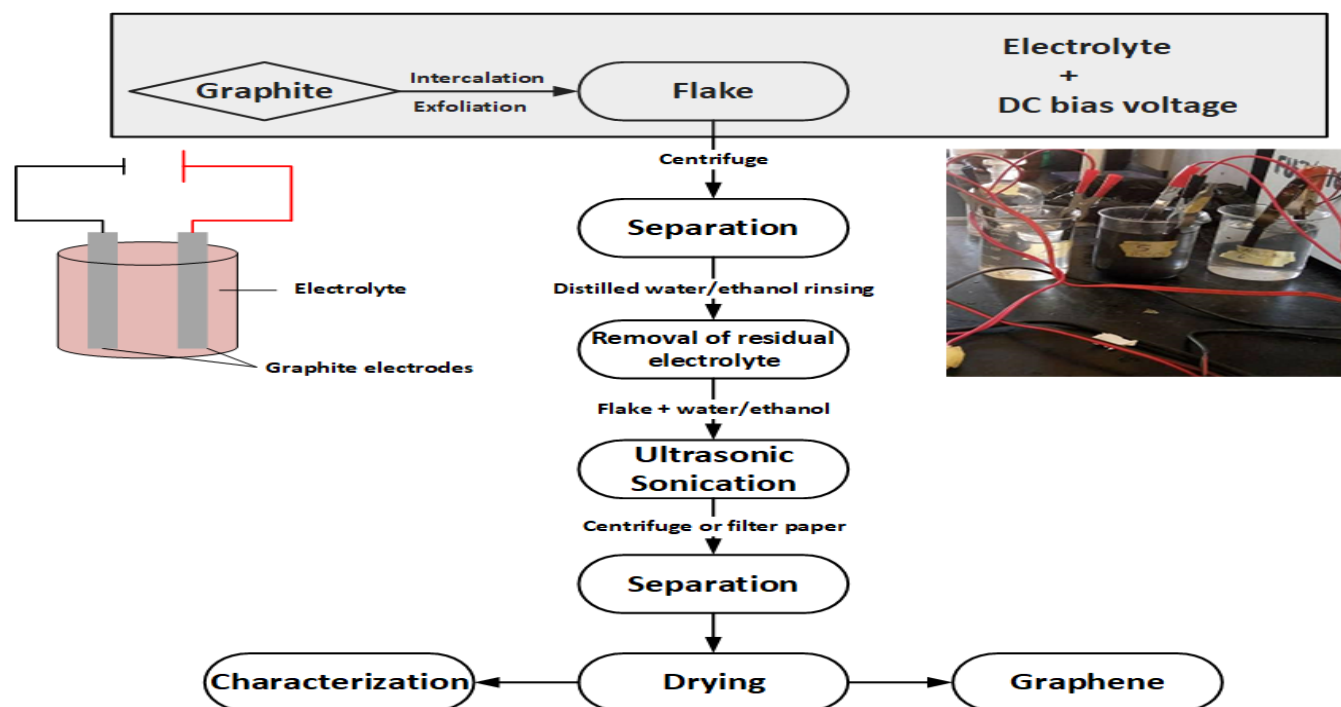 Graphite
Intercalation
Exfoliation
Flake
Electrolyte
+
DC bias voltage
Centrifuge
Separation
Distilled water/ethanol rinsing
Electrolyte
Graphite electrodes
Removal of residual
electrolyte
Flake + water/ethanol
Ultrasonic
Sonication
Centrifuge or filter paper
Separation
Characterization
Drying
Graphene